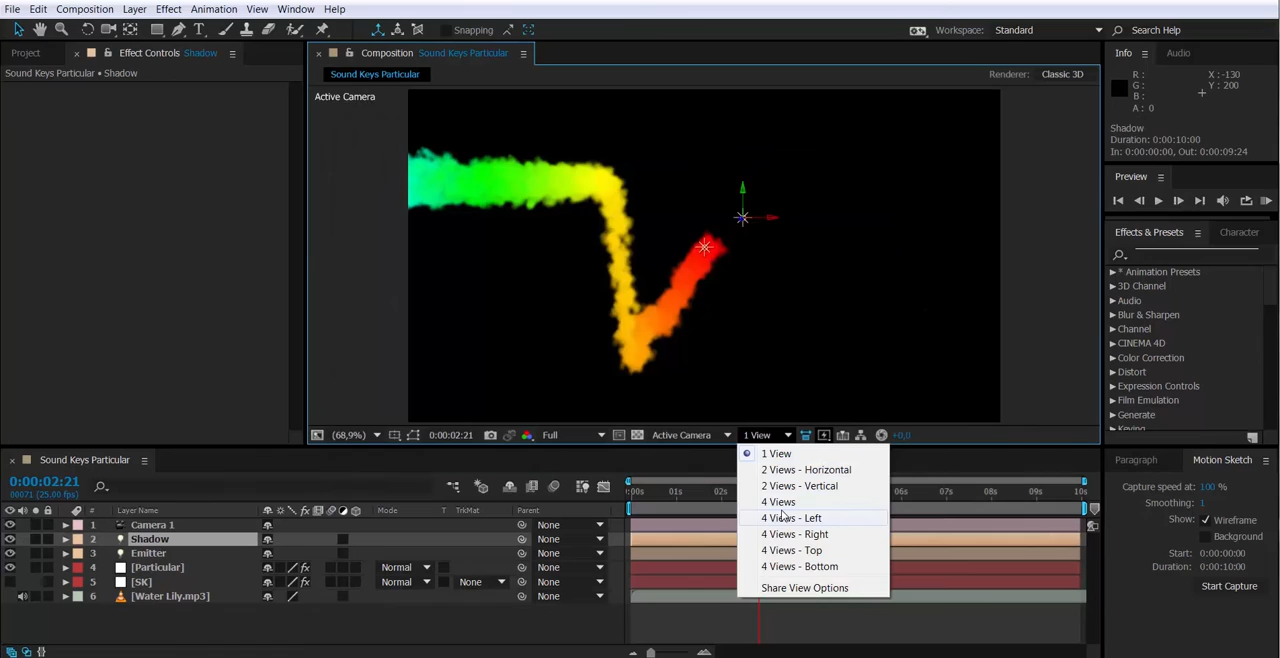 File Edit Composition Layer Effect Animation View Window Help
Snapping
Workspace: Standard
Search Help
Project
Effect Controls Shadow
Sound Keys Particular • Shadow
Composition Sound Keys Particular
Sound Keys Particular
Renderer: Classic 3D
Active Camera
Info
Audio
R :
G :
B :
A : 0
X : -130
Y : 200
Shadow
Duration: 0:00:10:00
In: 0:00:00:00, Out: 0:00:09:24
Preview
Effects & Presets
Character
* Animation Presets
3D Channel
Audio
Blur & Sharpen
Channel
CINEMA 4D
Color Correction
Distort
Expression Controls
Film Emulation
Generate
Keying
(68,9%)
0:00:02:21
Full
Active Camera
1 View
+0,0
1 View
2 Views - Horizontal
2 Views - Vertical
4 Views
4 Views - Left
4 Views - Right
4 Views - Top
4 Views - Bottom
Share View Options
Sound Keys Particular
0:00:02:21
00071 (25.00 fps)
#
Layer Name
Mode
T
TrkMat
Parent
:00s
01s
02s
06s
07s
08s
09s
10s
1 Camera 1 None
2 Shadow None
3 Emitter None
4 [Particular] Normal None
5 [SK] Normal None None
6 [Water Lily.mp3] None
Paragraph
Motion Sketch
Capture speed at: 100 %
Smoothing: 1
Show: Wireframe
Background
Start: 0:00:00:00
Duration: 0:00:10:00
Start Capture